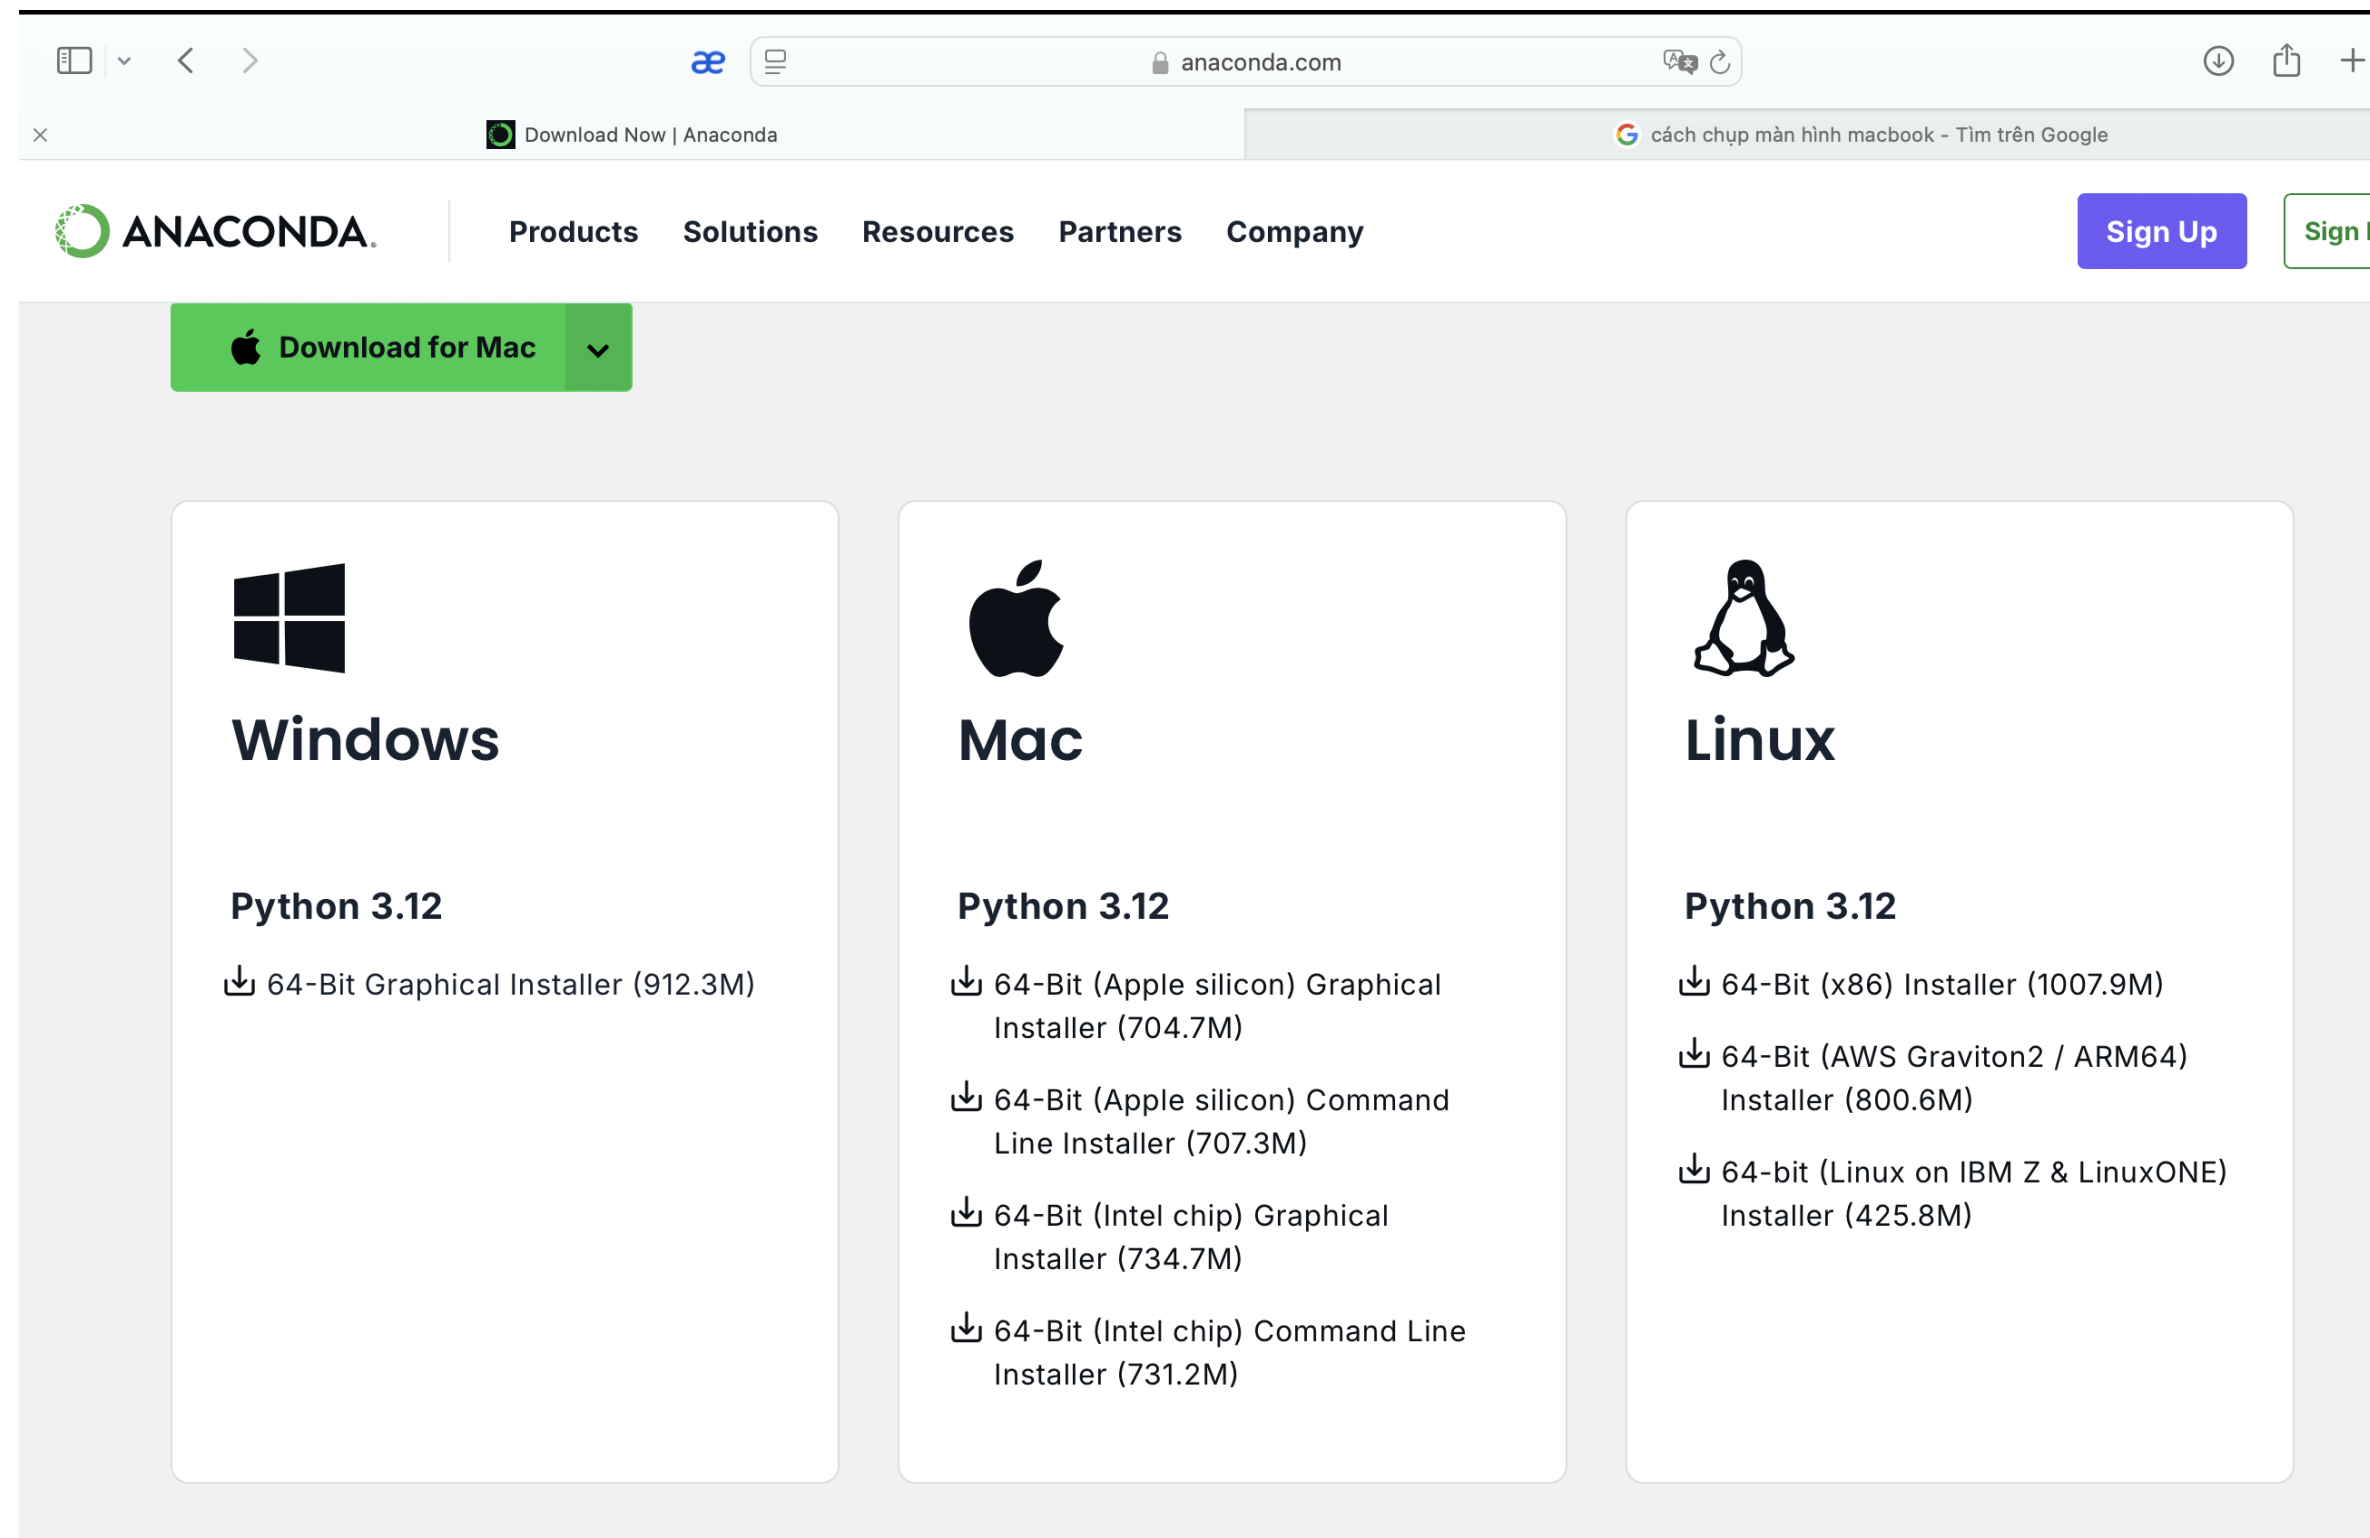 æ
anaconda.com
Download Now | Anaconda
cách chụp màn hình macbook - Tìm trên Google
ANACONDA.
Products
Solutions
Resources
Partners
Company
Sign Up
Sign
Download for Mac
Windows
Python 3.12
64-Bit Graphical Installer (912.3M)
Mac
Python 3.12
64-Bit (Apple silicon) Graphical
Installer (704.7M)
64-Bit (Apple silicon) Command
Line Installer (707.3M)
64-Bit (Intel chip) Graphical
Installer (734.7M)
64-Bit (Intel chip) Command Line
Installer (731.2M)
Linux
Python 3.12
64-Bit (x86) Installer (1007.9M)
64-Bit (AWS Graviton2 / ARM64)
Installer (800.6M)
64-bit (Linux on IBM Z & LinuxONE)
Installer (425.8M)